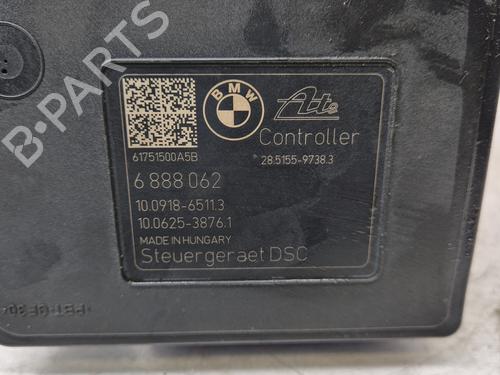 B-PARTS
BMW
Ate
Controller
61751500A5B
28.5155-9738.3
6 888 062
10.0918-6511.3
10.0625-3876.1
MADE IN HUNGARY
Steuergeraet DSC